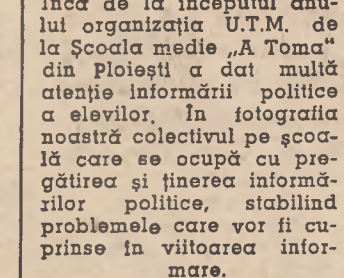 Încă de la începutul anu-
lui organizația U.T.M. de
la Școala medie „A Toma"
din Ploiești a dat multă
atenție informării politice
a elevilor. În fotografia
noastră colectivul pe școa-
lă care se ocupă cu pre-
gătirea și ținerea informă-
rilor politice, stabilind
problemele care vor fi cu-
prinse în viitoarea infor-
mare.